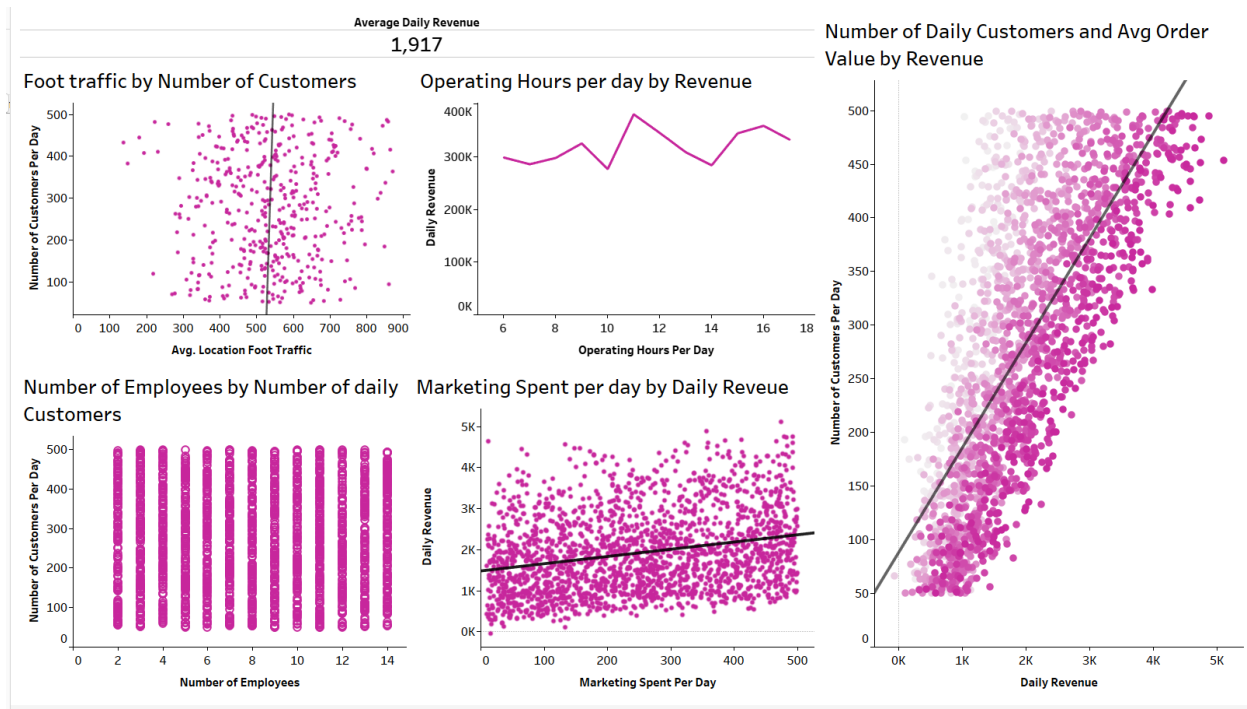 Average Daily Revenue
1,917
Foot traffic by Number of Customers
Number of Customers Per Day
500
400
300
200
100
0 100 200 300 400 500 600 700 800 900
Avg. Location Foot Traffic
Operating Hours per day by Revenue
Daily Revenue
400K
300K
200K
100K
0K
6 8 10 12 14 16 18
Operating Hours Per Day
Number of Employees by Number of daily
Customers
Number of Customers Per Day
500
400
300
200
100
0
0 2 4 6 8 10 12 14
Number of Employees
Marketing Spent per day by Daily Reveue
Daily Revenue
5K
4K
3K
2K
1K
0K
0 100 200 300 400 500
Marketing Spent Per Day
Number of Daily Customers and Avg Order
Value by Revenue
Number of Customers Per Day
500
450
400
350
300
250
200
150
100
50
0
0K 1K 2K 3K 4K 5K
Daily Revenue